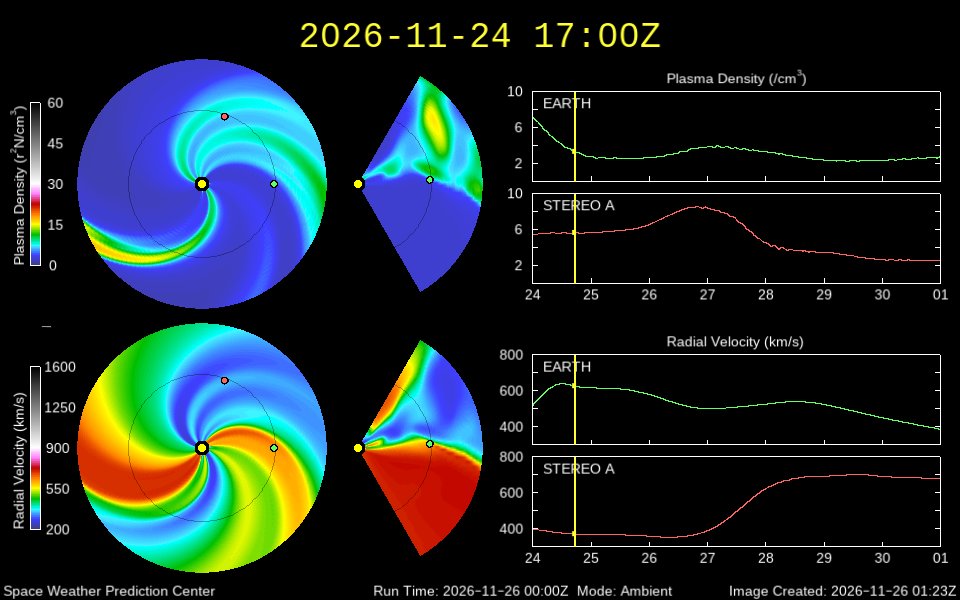 2026-11-24 17:00Z
Plasma Density (r²N/cm³)
60
45
30
15
0
Plasma Density (/cm³)
EARTH
10
6
2
STEREO A
10
6
2
24 25 26 27 28 29 30 01
Radial Velocity (km/s)
1600
1250
900
550
200
Radial Velocity (km/s)
EARTH
800
600
400
STEREO A
800
600
400
24 25 26 27 28 29 30 01
Space Weather Prediction Center
Run Time: 2026-11-26 00:00Z Mode: Ambient
Image Created: 2026-11-26 01:23Z